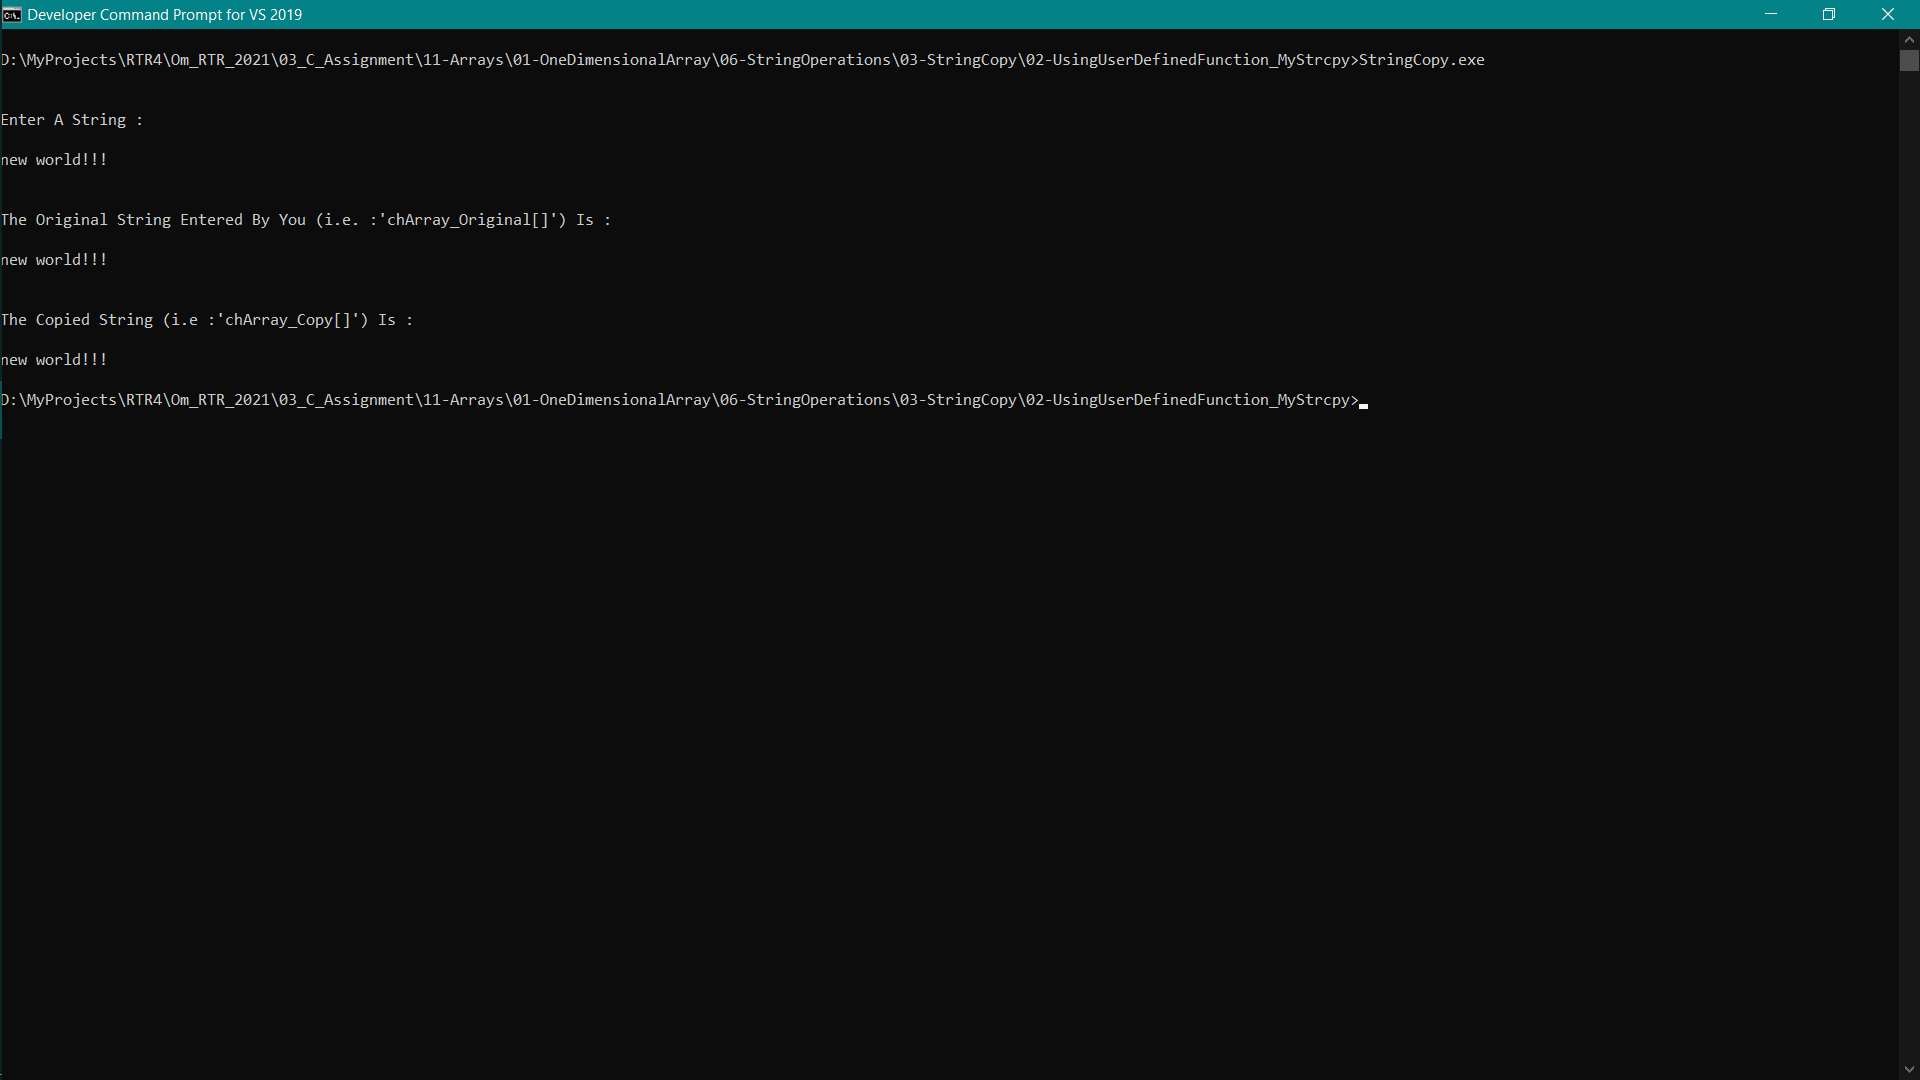 Developer Command Prompt for VS 2019
D:\MyProjects\RTR4\Om_RTR_2021\03_C_Assignment\11-Arrays\01-OneDimensionalArray\06-StringOperations\03-StringCopy\02-UsingUserDefinedFunction_MyStrcpy>StringCopy.exe
Enter A String :
new world!!!
The Original String Entered By You (i.e. :'chArray_Original[]') Is :
new world!!!
The Copied String (i.e :'chArray_Copy[]') Is :
new world!!!
D:\MyProjects\RTR4\Om_RTR_2021\03_C_Assignment\11-Arrays\01-OneDimensionalArray\06-StringOperations\03-StringCopy\02-UsingUserDefinedFunction_MyStrcpy>